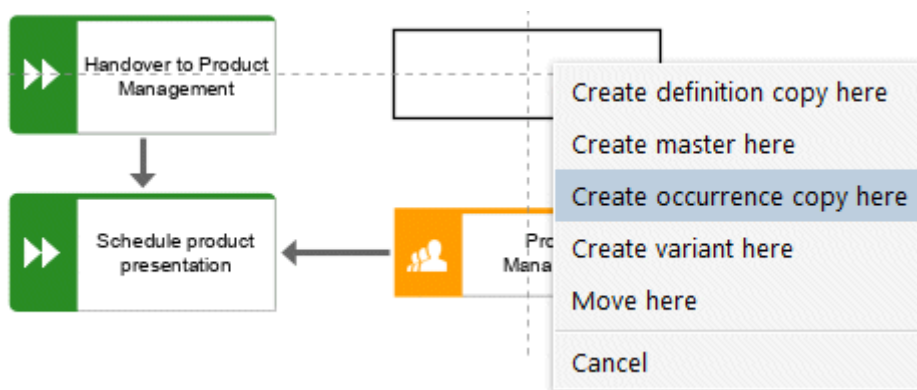 Handover to Product
Management
Create definition copy here
Create master here
Create occurrence copy here
Schedule product
presentation
Create variant here
Move here
Cancel